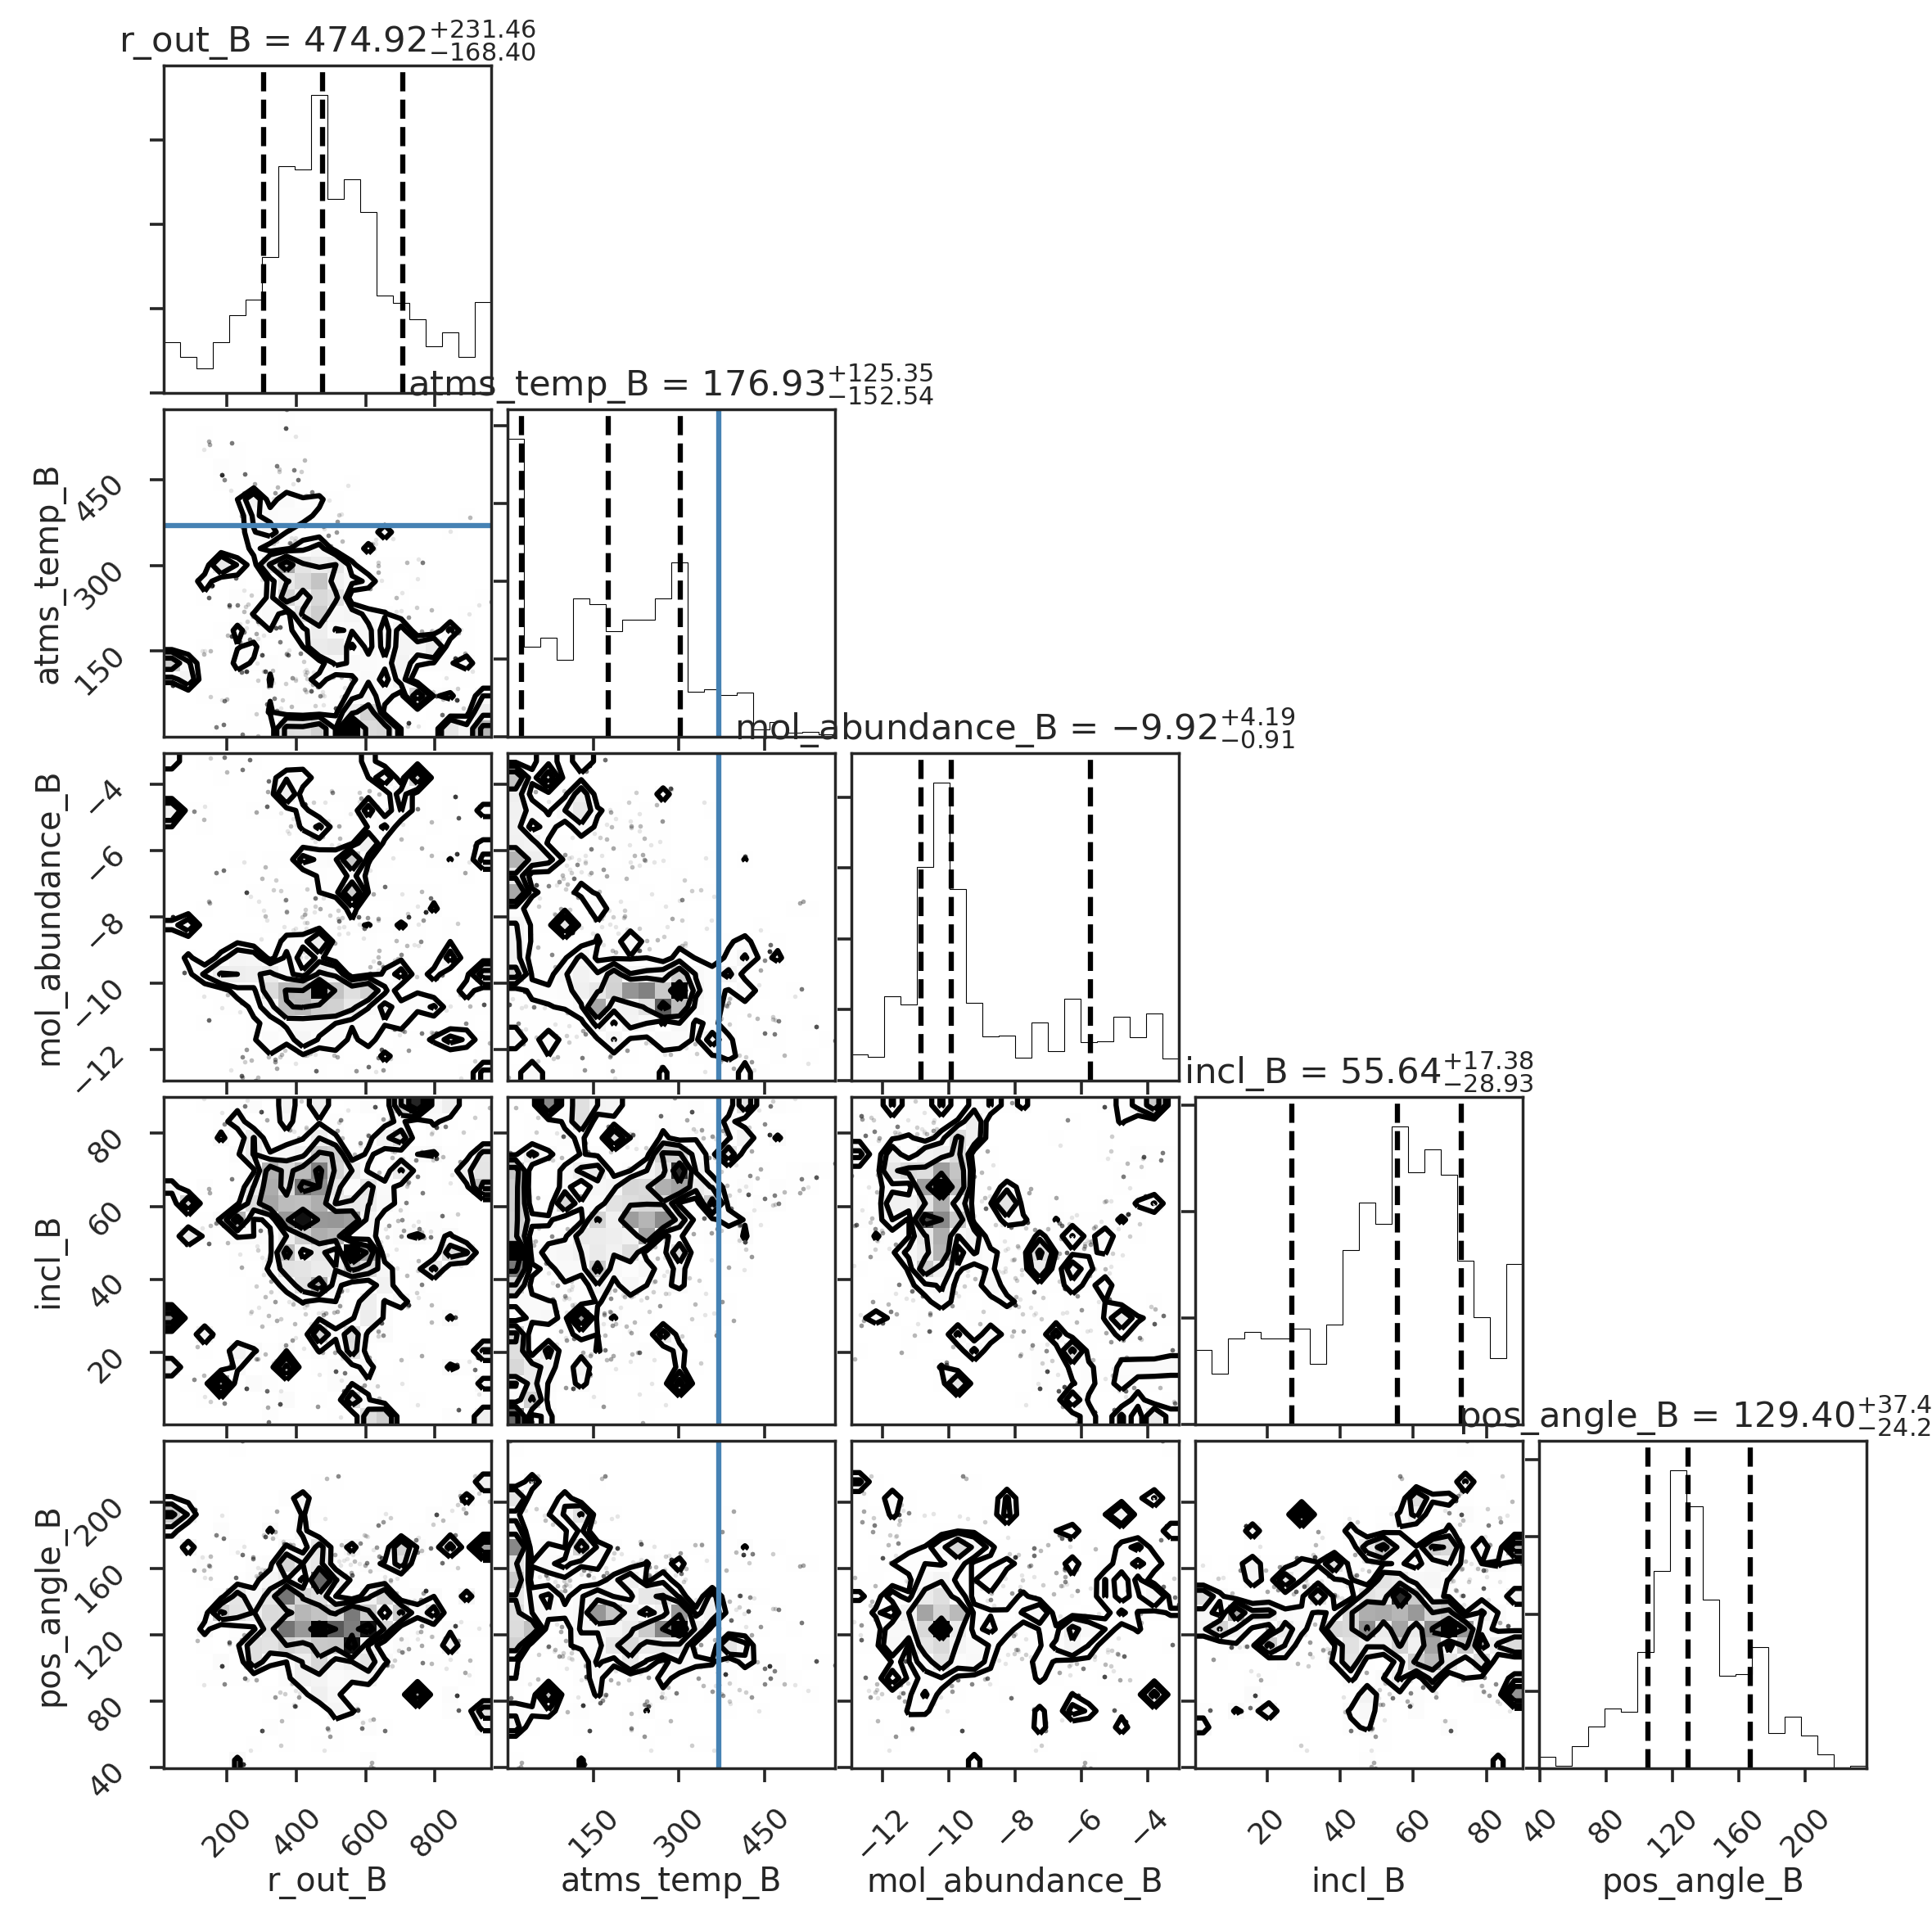 r_out_B = 474.92+231.46−168.40
atms_temp_B = 176.93+125.35−152.54
atms_temp_B
450
300
150
mol_abundance_B = −9.92+4.19−0.91
mol_abundance_B
−4
−6
−8
−10
−12
incl_B = 55.64+17.38−28.93
incl_B
80
60
40
20
pos_angle_B = 129.40+37.4−24.2
pos_angle_B
200
160
120
80
40
200 400 600 800
150 300 450
−12 −10 −8 −6 −4
20 40 60 80
40 80 120 160 200
r_out_B
atms_temp_B
mol_abundance_B
incl_B
pos_angle_B